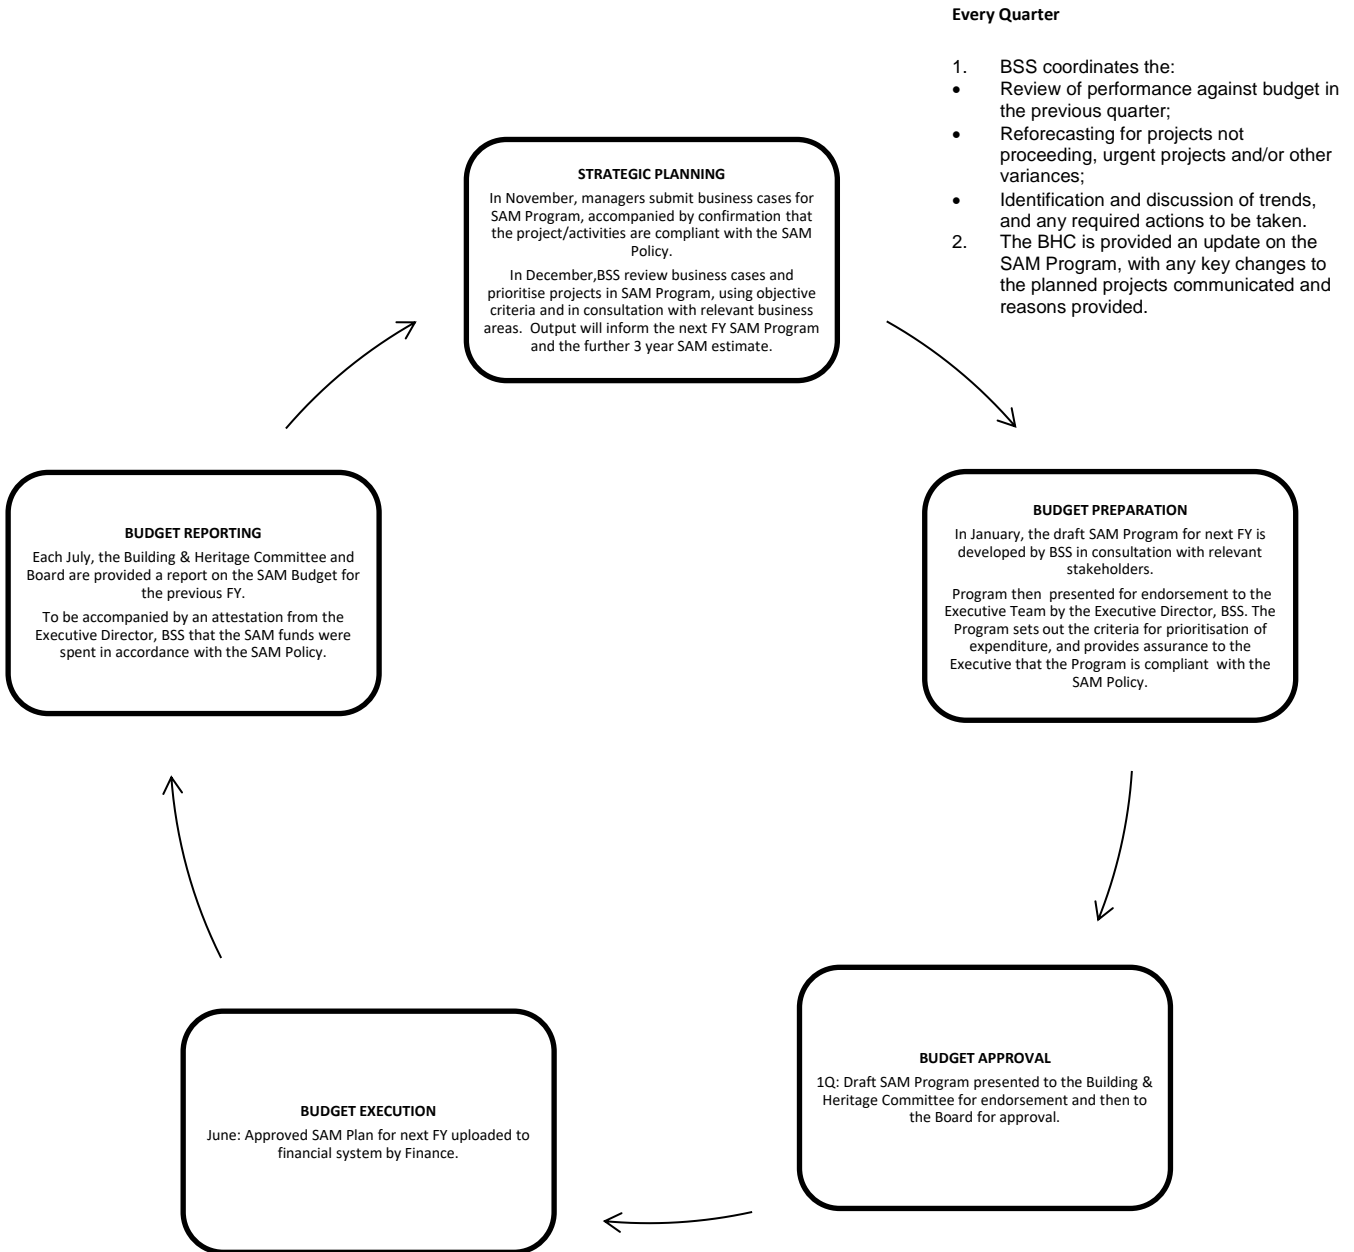 Every Quarter
1. BSS coordinates the:
• Review of performance against budget in
the previous quarter;
• Reforecasting for projects not
proceeding, urgent projects and/or other
variances;
• Identification and discussion of trends,
and any required actions to be taken.
2. The BHC is provided an update on the
SAM Program, with any key changes to
the planned projects communicated and
reasons provided.
STRATEGIC PLANNING
In November, managers submit business cases for
SAM Program, accompanied by confirmation that
the project/activities are compliant with the SAM
Policy.
In December,BSS review business cases and
prioritise projects in SAM Program, using objective
criteria and in consultation with relevant business
areas. Output will inform the next FY SAM Program
and the further 3 year SAM estimate.
BUDGET PREPARATION
In January, the draft SAM Program for next FY is
developed by BSS in consultation with relevant
stakeholders.
Program then presented for endorsement to the
Executive Team by the Executive Director, BSS. The
Program sets out the criteria for prioritisation of
expenditure, and provides assurance to the
Executive that the Program is compliant with the
SAM Policy.
BUDGET APPROVAL
1Q: Draft SAM Program presented to the Building &
Heritage Committee for endorsement and then to
the Board for approval.
BUDGET EXECUTION
June: Approved SAM Plan for next FY uploaded to
financial system by Finance.
BUDGET REPORTING
Each July, the Building & Heritage Committee and
Board are provided a report on the SAM Budget for
the previous FY.
To be accompanied by an attestation from the
Executive Director, BSS that the SAM funds were
spent in accordance with the SAM Policy.